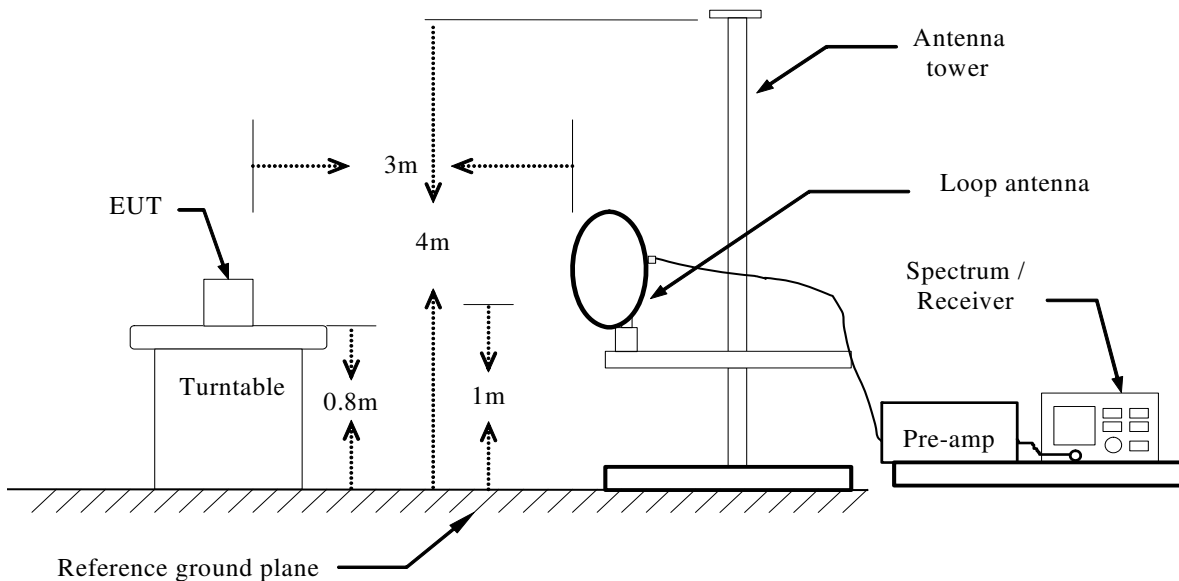 Antenna
tower
3m
Loop antenna
EUT
4m
Spectrum /
Receiver
Turntable
0.8m
1m
Pre-amp
Reference ground plane